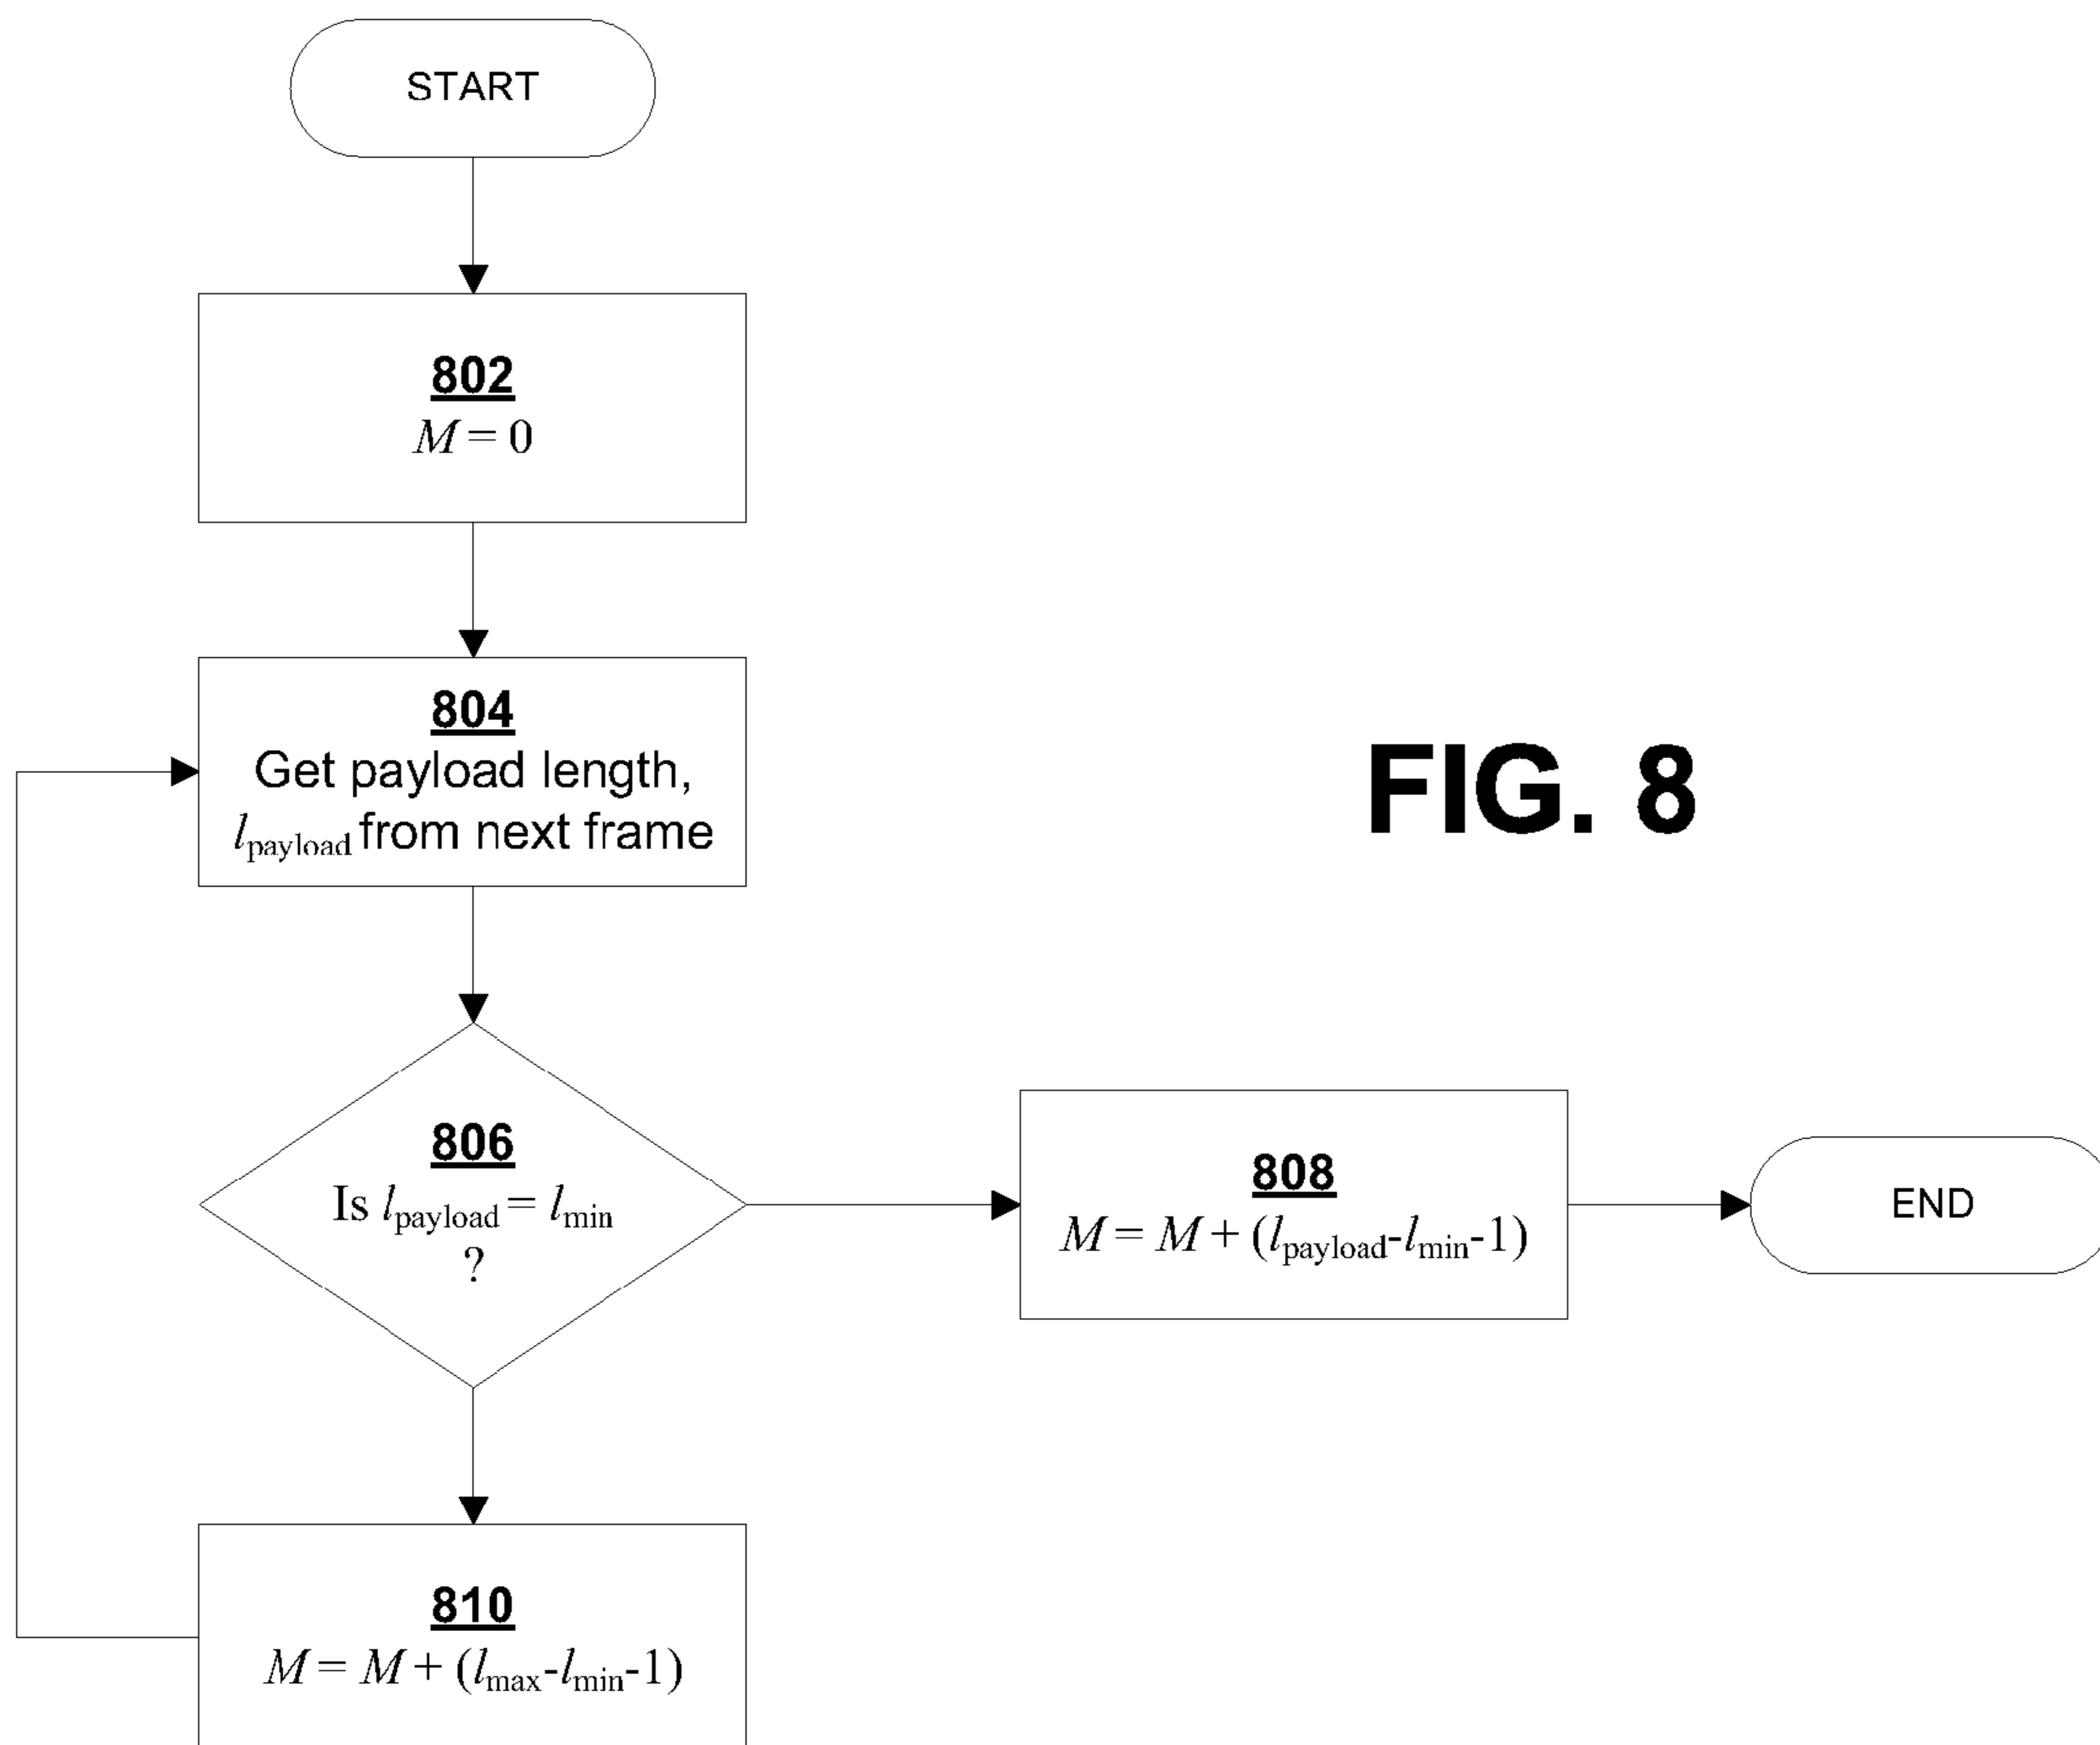 START
802
M = 0
804
Get payload length,
l_payload from next frame
FIG. 8
806
Is l_payload = l_min
?
808
M = M + (l_payload-l_min-1)
END
810
M = M + (l_max-l_min-1)